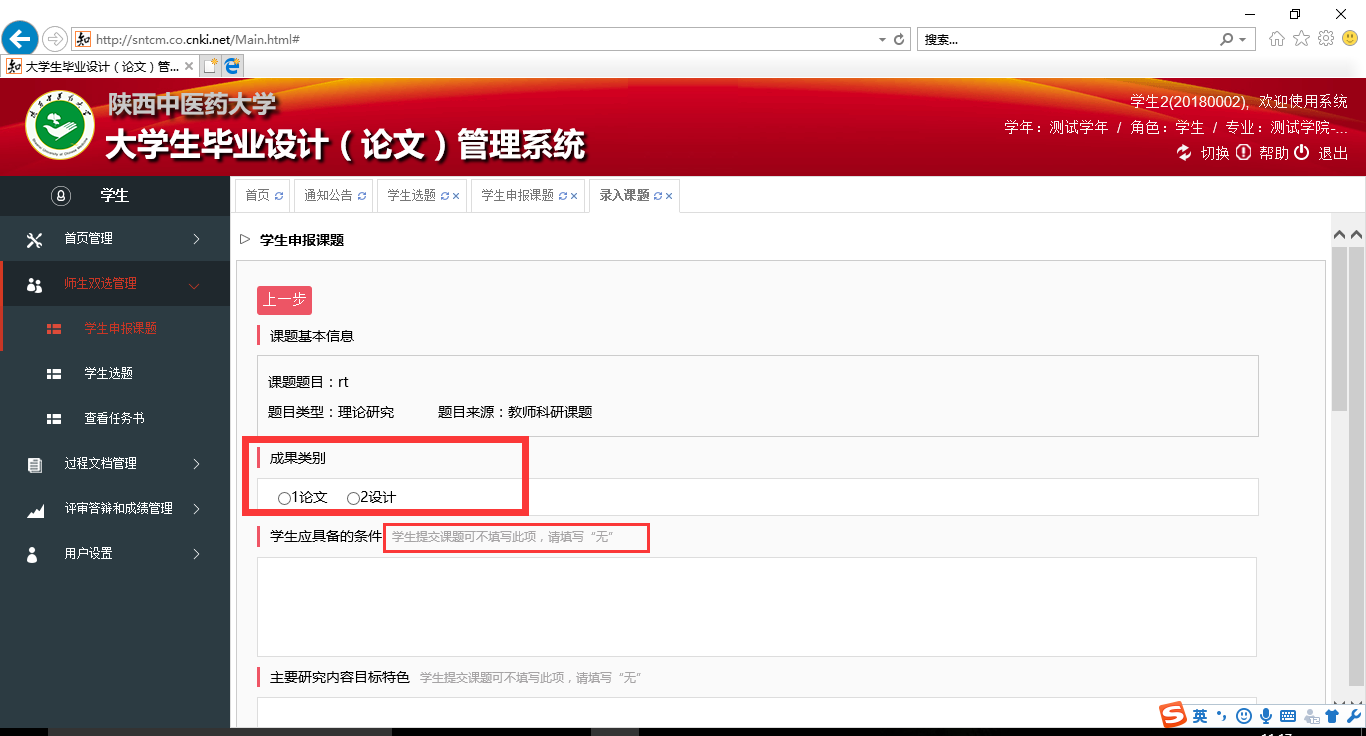 http://sntcm.co.cnki.net/Main.html#
搜索...
大学生毕业设计（论文）管...
陕西中医药大学
大学生毕业设计（论文）管理系统
学生2(20180002), 欢迎使用系统
学年：测试学年 / 角色：学生 / 专业：测试学院-...
切换 帮助 退出
学生
首页管理
师生双选管理
学生申报课题
学生选题
查看任务书
过程文档管理
评审答辩和成绩管理
用户设置
首页 通知公告 学生选题 学生申报课题 录入课题
学生申报课题
上一步
课题基本信息
课题题目：rt
题目类型：理论研究 题目来源：教师科研课题
成果类别
1论文 2设计
学生应具备的条件 学生提交课题可不填写此项，请填写“无”
主要研究内容目标特色 学生提交课题可不填写此项，请填写“无”
英